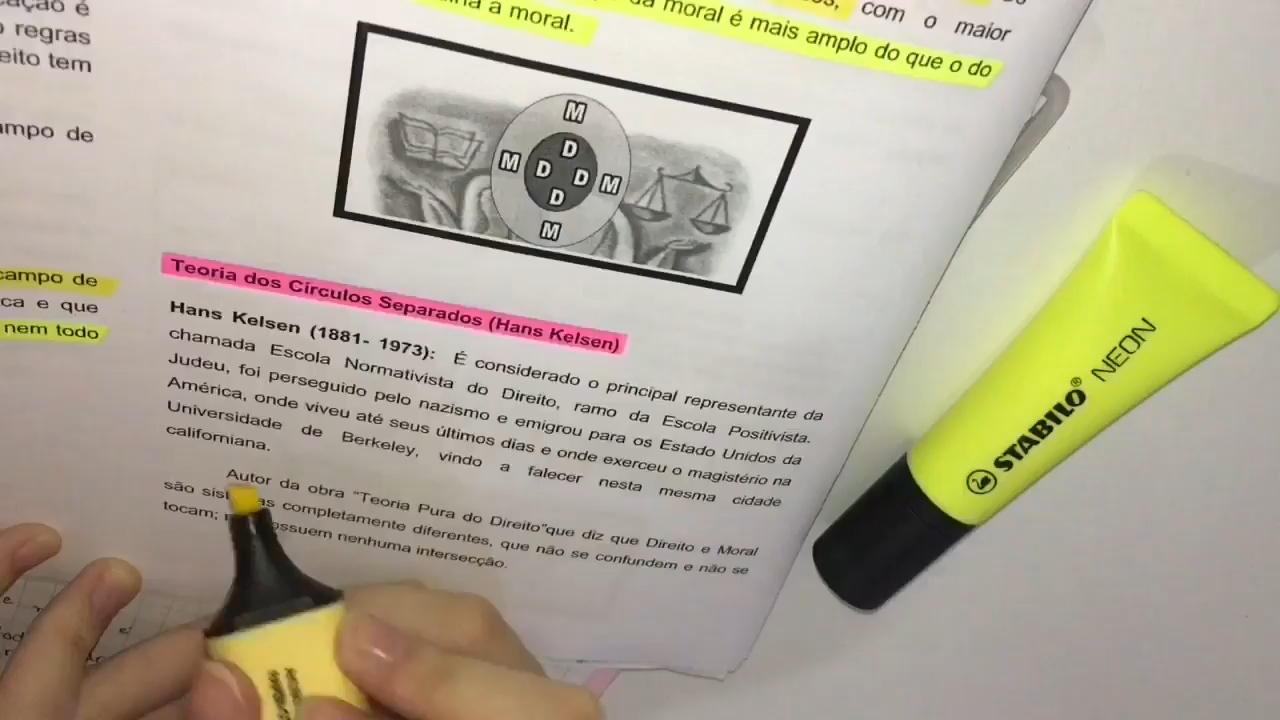 ação é
regras
eito tem
ampo de
campo de
ca e que
nem todo
a moral.
da moral é mais amplo do que o do
com o maior
M
D
M D D M
D
M
Teoria dos Círculos Separados (Hans Kelsen)
Hans Kelsen (1881- 1973): É considerado o principal representante da
chamada Escola Normativista do Direito, ramo da Escola Positivista.
Judeu, foi perseguido pelo nazismo e emigrou para os Estado Unidos da
América, onde viveu até seus últimos dias e onde exerceu o magistério na
Universidade de Berkeley, vindo a falecer nesta mesma cidade
californiana.
Autor da obra “Teoria Pura do Direito”que diz que Direito e Moral
são completamente diferentes, que não se confundem e não se
tocam; possuem nenhuma intersecção.
STABILO® NEON